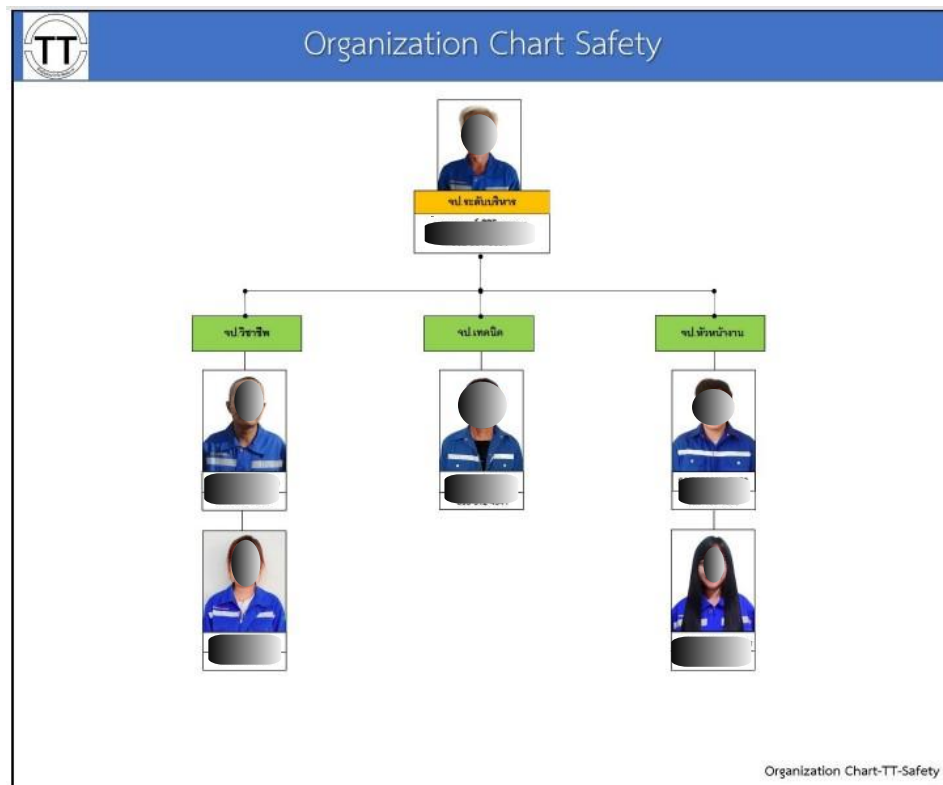 TT
Organization Chart Safety
จป.ระดับบริหาร
จป.วิชาชีพ
จป.เทคนิค
จป.หัวหน้างาน
Organization Chart-TT-Safety